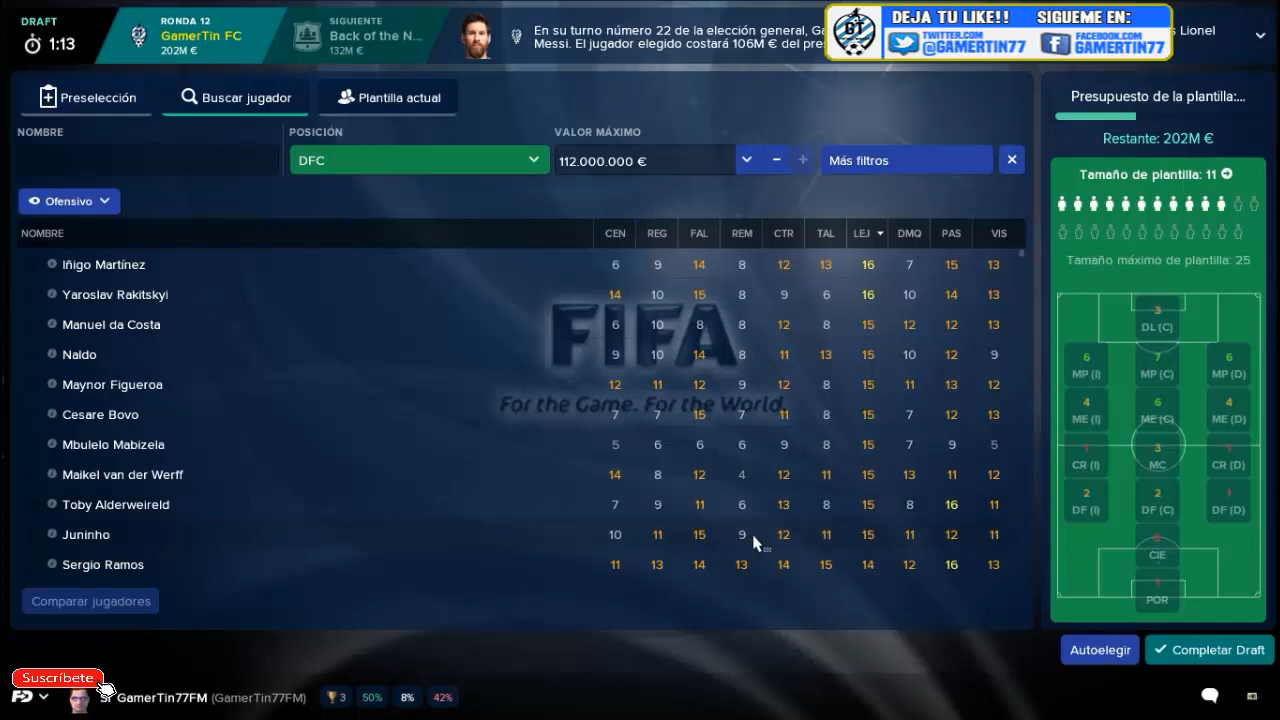 DRAFT
1:13
RONDA 12
GamerTin FC
202M €
SIGUIENTE
Back of the N...
132M €
En su turno número 22 de la elección general, Ga
s Lionel
Messi. El jugador elegido costará 106M € del pres
DEJA TU LIKE!! SIGUEME EN:
GT
TWITTER.COM
@GAMERTIN77
FACEBOOK.COM
GAMERTIN77
Preselección
Buscar jugador
Plantilla actual
NOMBRE
POSICIÓN
VALOR MÁXIMO
DFC
112.000.000 €
Más filtros
Ofensivo
NOMBRE CEN REG FAL REM CTR TAL LEJ DMQ PAS VIS
Iñigo Martínez 6 9 14 8 12 13 16 7 15 13
Yaroslav Rakitskyi 14 10 15 8 9 6 16 10 14 13
Manuel da Costa 6 10 8 8 12 8 15 12 12 13
Naldo 9 10 14 8 11 13 15 10 12 9
Maynor Figueroa 12 11 12 9 12 8 15 11 13 12
Cesare Bovo 7 7 15 7 11 8 15 7 12 13
Mbulelo Mabizela 5 6 6 6 9 8 15 7 9 5
Maikel van der Werff 14 8 12 4 12 11 15 13 11 12
Toby Alderweireld 7 9 11 6 13 8 15 8 16 11
Juninho 10 11 15 9 12 11 15 11 12 11
Sergio Ramos 11 13 14 13 14 15 14 12 16 13
FIFA
For the Game. For the World.
Comparar jugadores
Presupuesto de la plantilla:...
Restante: 202M €
Tamaño de plantilla: 11
Tamaño máximo de plantilla: 25
3
DL (C)
6 7 6
MP (I) MP (C) MP (D)
4 6 4
ME (I) ME (C) ME (D)
1 3 1
CR (I) MC CR (D)
2 2 1
DF (I) DF (C) DF (D)
CIE
1
POR
Autoelegir
Completar Draft
Suscríbete
FD
Sr GamerTin77FM (GamerTin77FM)
3 50% 8% 42%